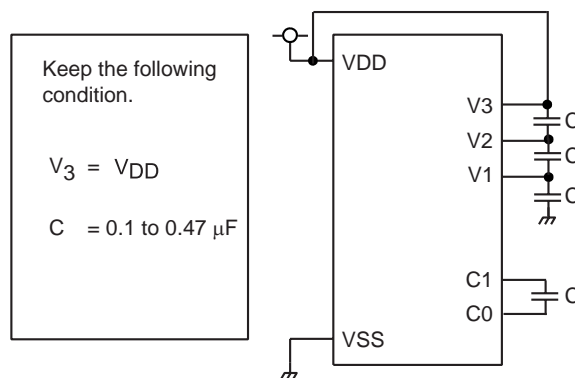 Keep the following
condition.
V3 = VDD
C = 0.1 to 0.47 μF
VDD
V3
C
V2
C
V1
C
C1
C
C0
VSS